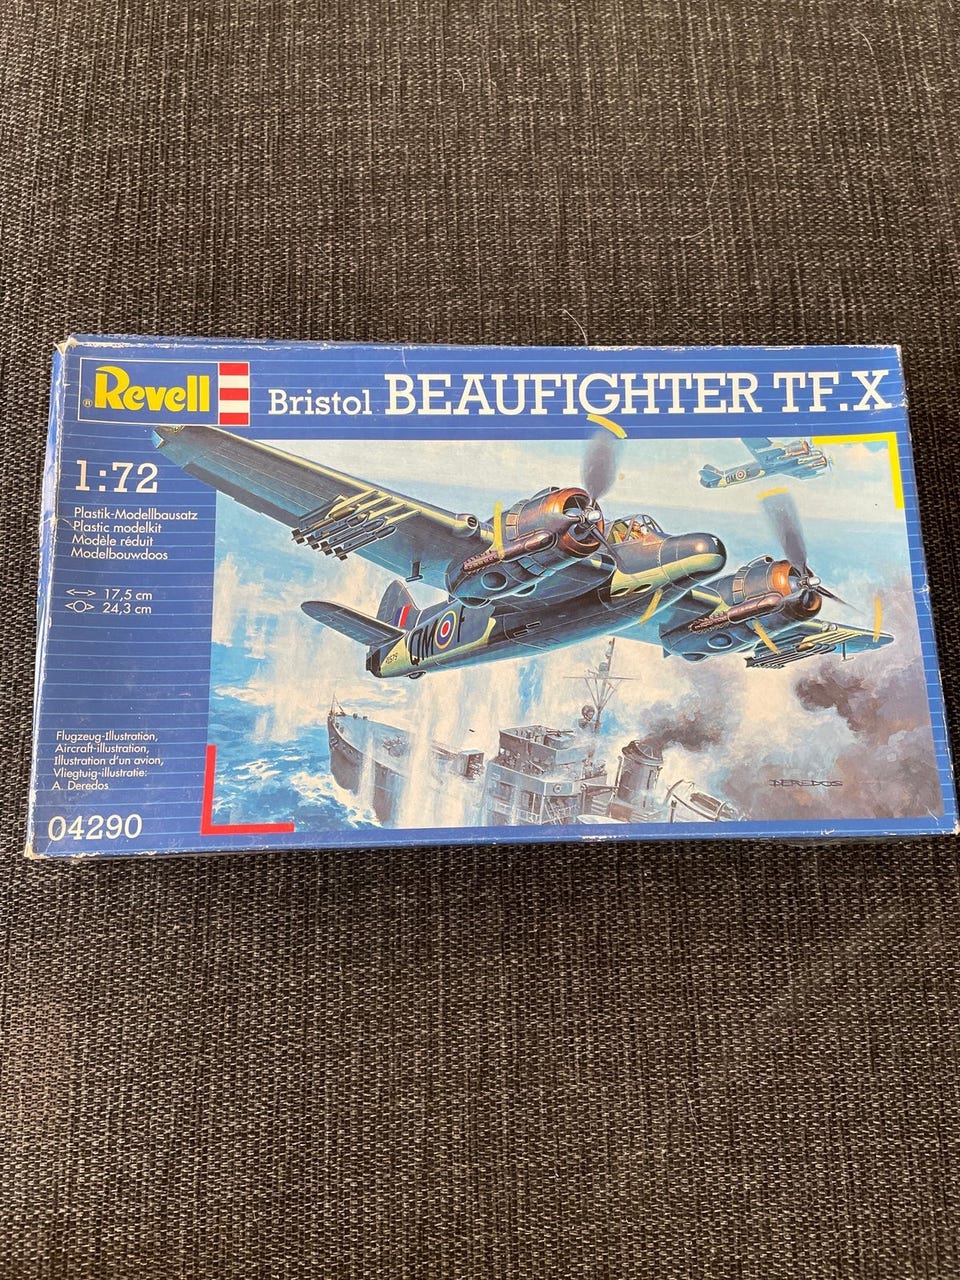 Revell
®
Bristol BEAUFIGHTER TF.X
1:72
Plastik-Modellbausatz
Plastic modelkit
Modèle réduit
Modelbouwdoos
17,5 cm
24,3 cm
QM F
Flugzeug-Illustration,
Aircraft-illustration,
Illustration d'un avion,
Vliegtuig-illustratie:
A. Deredos
DEREDOS
04290